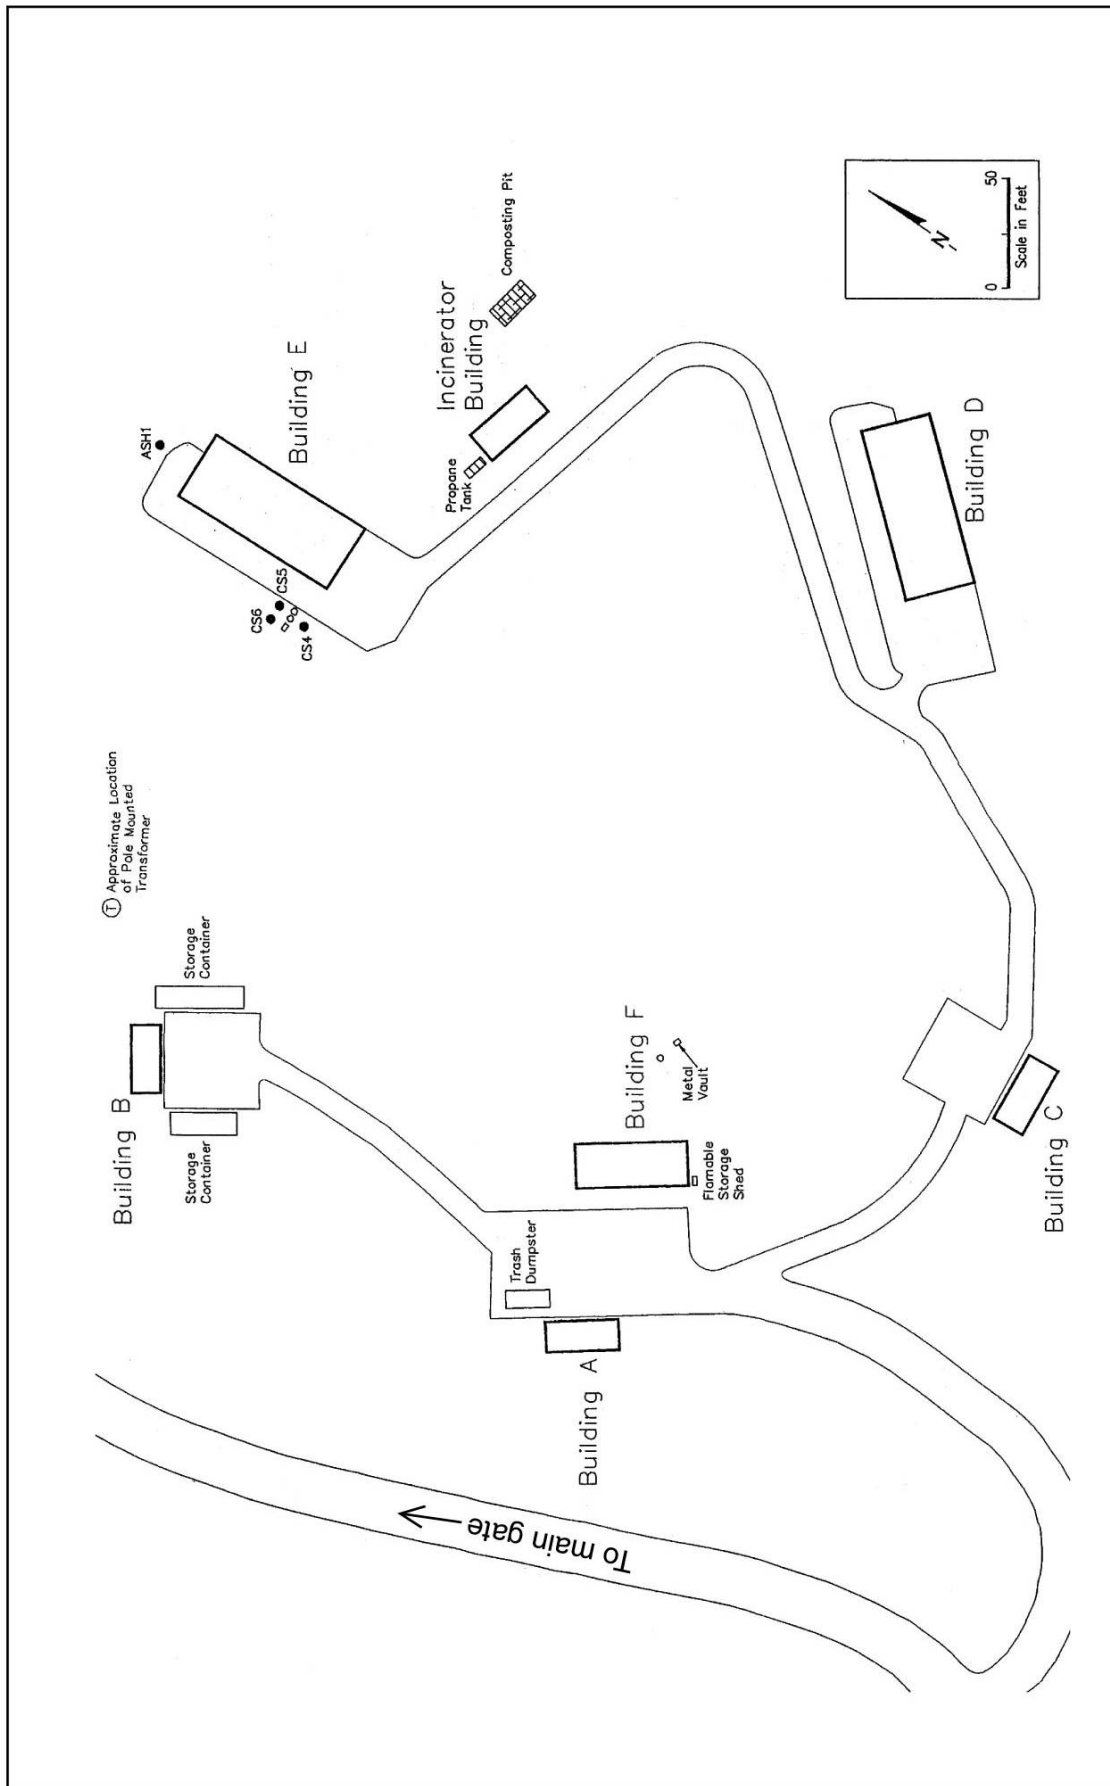 ASH1
Building E
CS6
CS5
CS4
Incinerator
Building
Propane
Tank
Composting Pit
N
0
50
Scale in Feet
Building D
T
Approximate Location
of Pole Mounted
Transformer
Storage
Container
Building B
Storage
Container
Building F
Metal
Vault
Flamable
Storage
Shed
Trash
Dumpster
Building A
Building C
To main gate